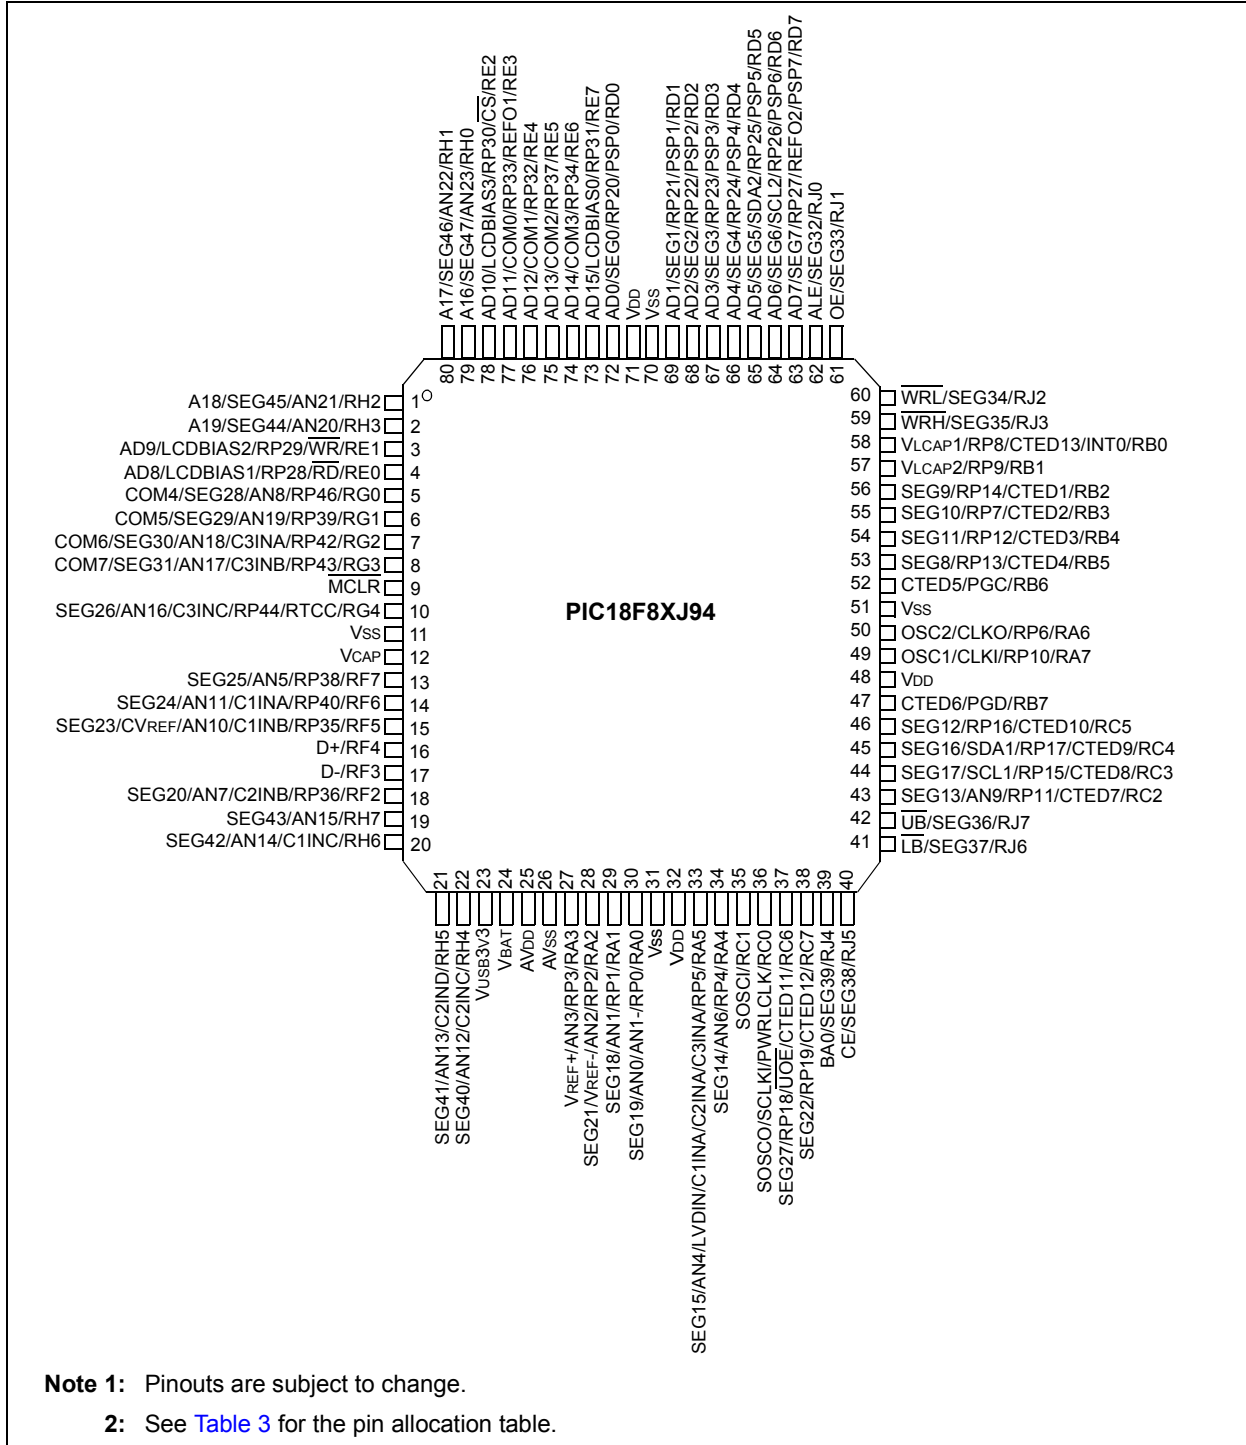 A17/SEG46/AN22/RH1
A16/SEG47/AN23/RH0
AD10/LCDBIAS3/RP30/CS/RE2
AD11/COM0/RP33/REFO1/RE3
AD12/COM1/RP32/RE4
AD13/COM2/RP37/RE5
AD14/COM3/RP34/RE6
AD15/LCDBIAS0/RP31/RE7
AD0/SEG0/RP20/PSP0/RD0
VDD
VSS
AD1/SEG1/RP21/PSP1/RD1
AD2/SEG2/RP22/PSP2/RD2
AD3/SEG3/RP23/PSP3/RD3
AD4/SEG4/RP24/PSP4/RD4
AD5/SEG5/SDA2/RP25/PSP5/RD5
AD6/SEG6/SCL2/RP26/PSP6/RD6
AD7/SEG7/RP27/REFO2/PSP7/RD7
ALE/SEG32/RJ0
OE/SEG33/RJ1
80 79 78 77 76 75 74 73 72 71 70 69 68 67 66 65 64 63 62 61
A18/SEG45/AN21/RH2 1
A19/SEG44/AN20/RH3 2
AD9/LCDBIAS2/RP29/WR/RE1 3
AD8/LCDBIAS1/RP28/RD/RE0 4
COM4/SEG28/AN8/RP46/RG0 5
COM5/SEG29/AN19/RP39/RG1 6
COM6/SEG30/AN18/C3INA/RP42/RG2 7
COM7/SEG31/AN17/C3INB/RP43/RG3 8
MCLR 9
SEG26/AN16/C3INC/RP44/RTCC/RG4 10
VSS 11
VCAP 12
SEG25/AN5/RP38/RF7 13
SEG24/AN11/C1INA/RP40/RF6 14
SEG23/CVREF/AN10/C1INB/RP35/RF5 15
D+/RF4 16
D-/RF3 17
SEG20/AN7/C2INB/RP36/RF2 18
SEG43/AN15/RH7 19
SEG42/AN14/C1INC/RH6 20
PIC18F8XJ94
60 WRL/SEG34/RJ2
59 WRH/SEG35/RJ3
58 VLCAP1/RP8/CTED13/INT0/RB0
57 VLCAP2/RP9/RB1
56 SEG9/RP14/CTED1/RB2
55 SEG10/RP7/CTED2/RB3
54 SEG11/RP12/CTED3/RB4
53 SEG8/RP13/CTED4/RB5
52 CTED5/PGC/RB6
51 VSS
50 OSC2/CLKO/RP6/RA6
49 OSC1/CLKI/RP10/RA7
48 VDD
47 CTED6/PGD/RB7
46 SEG12/RP16/CTED10/RC5
45 SEG16/SDA1/RP17/CTED9/RC4
44 SEG17/SCL1/RP15/CTED8/RC3
43 SEG13/AN9/RP11/CTED7/RC2
42 UB/SEG36/RJ7
41 LB/SEG37/RJ6
21 22 23 24 25 26 27 28 29 30 31 32 33 34 35 36 37 38 39 40
SEG41/AN13/C2IND/RH5
SEG40/AN12/C2INC/RH4
VUSB3V3
VBAT
AVDD
AVSS
VREF+/AN3/RP3/RA3
SEG21/VREF-/AN2/RP2/RA2
SEG18/AN1/RP1/RA1
SEG19/AN0/AN1-/RP0/RA0
VSS
VDD
SEG15/AN4/LVDIN/C1INA/C2INA/C3INA/RP5/RA5
SEG14/AN6/RP4/RA4
SOSCI/RC1
SOSCO/SCLKI/PWRLCLK/RC0
SEG27/RP18/UOE/CTED11/RC6
SEG22/RP19/CTED12/RC7
BA0/SEG39/RJ4
CE/SEG38/RJ5
Note 1: Pinouts are subject to change.
2: See Table 3 for the pin allocation table.